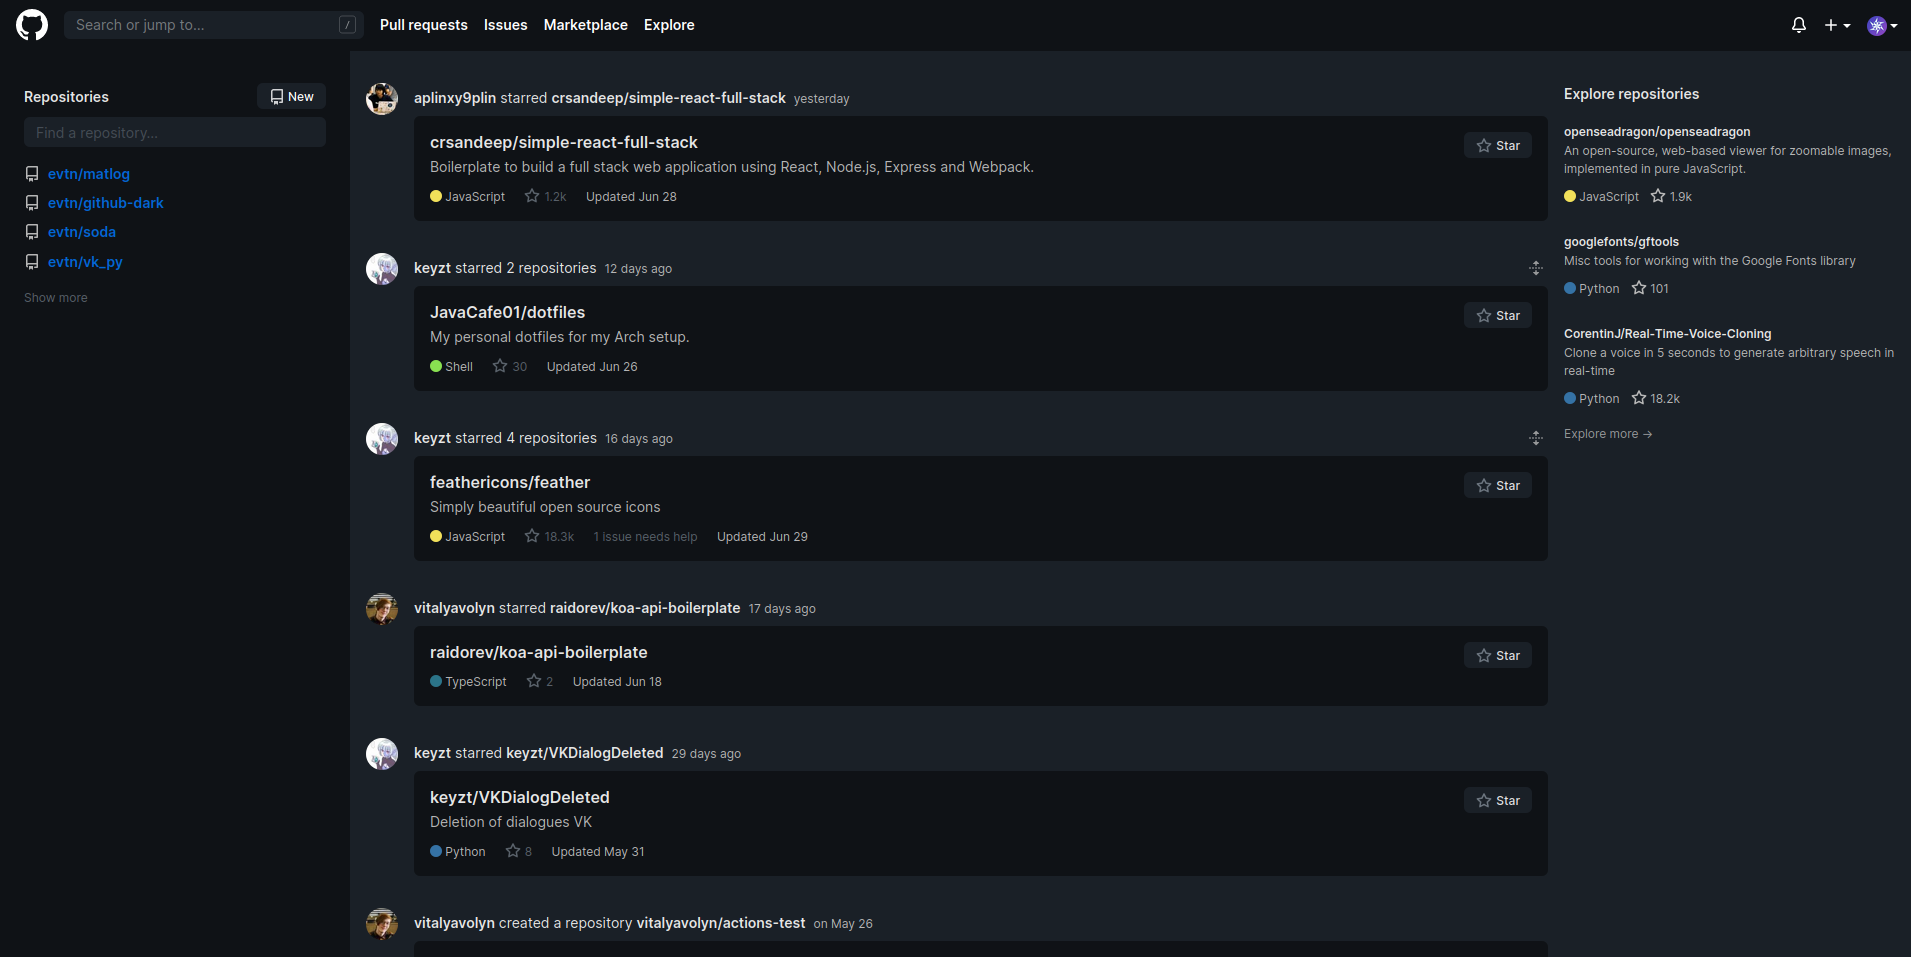 Search or jump to...
/
Pull requests Issues Marketplace Explore
Repositories
New
Find a repository...
evtn/matlog
evtn/github-dark
evtn/soda
evtn/vk_py
Show more
aplinxy9plin starred crsandeep/simple-react-full-stack yesterday
crsandeep/simple-react-full-stack
Star
Boilerplate to build a full stack web application using React, Node.js, Express and Webpack.
JavaScript 1.2k Updated Jun 28
keyzt starred 2 repositories 12 days ago
JavaCafe01/dotfiles
Star
My personal dotfiles for my Arch setup.
Shell 30 Updated Jun 26
keyzt starred 4 repositories 16 days ago
feathericons/feather
Star
Simply beautiful open source icons
JavaScript 18.3k 1 issue needs help Updated Jun 29
vitalyavolyn starred raidorev/koa-api-boilerplate 17 days ago
raidorev/koa-api-boilerplate
Star
TypeScript 2 Updated Jun 18
keyzt starred keyzt/VKDialogDeleted 29 days ago
keyzt/VKDialogDeleted
Star
Deletion of dialogues VK
Python 8 Updated May 31
vitalyavolyn created a repository vitalyavolyn/actions-test on May 26
Explore repositories
openseadragon/openseadragon
An open-source, web-based viewer for zoomable images,
implemented in pure JavaScript.
JavaScript 1.9k
googlefonts/gftools
Misc tools for working with the Google Fonts library
Python 101
CorentinJ/Real-Time-Voice-Cloning
Clone a voice in 5 seconds to generate arbitrary speech in
real-time
Python 18.2k
Explore more →